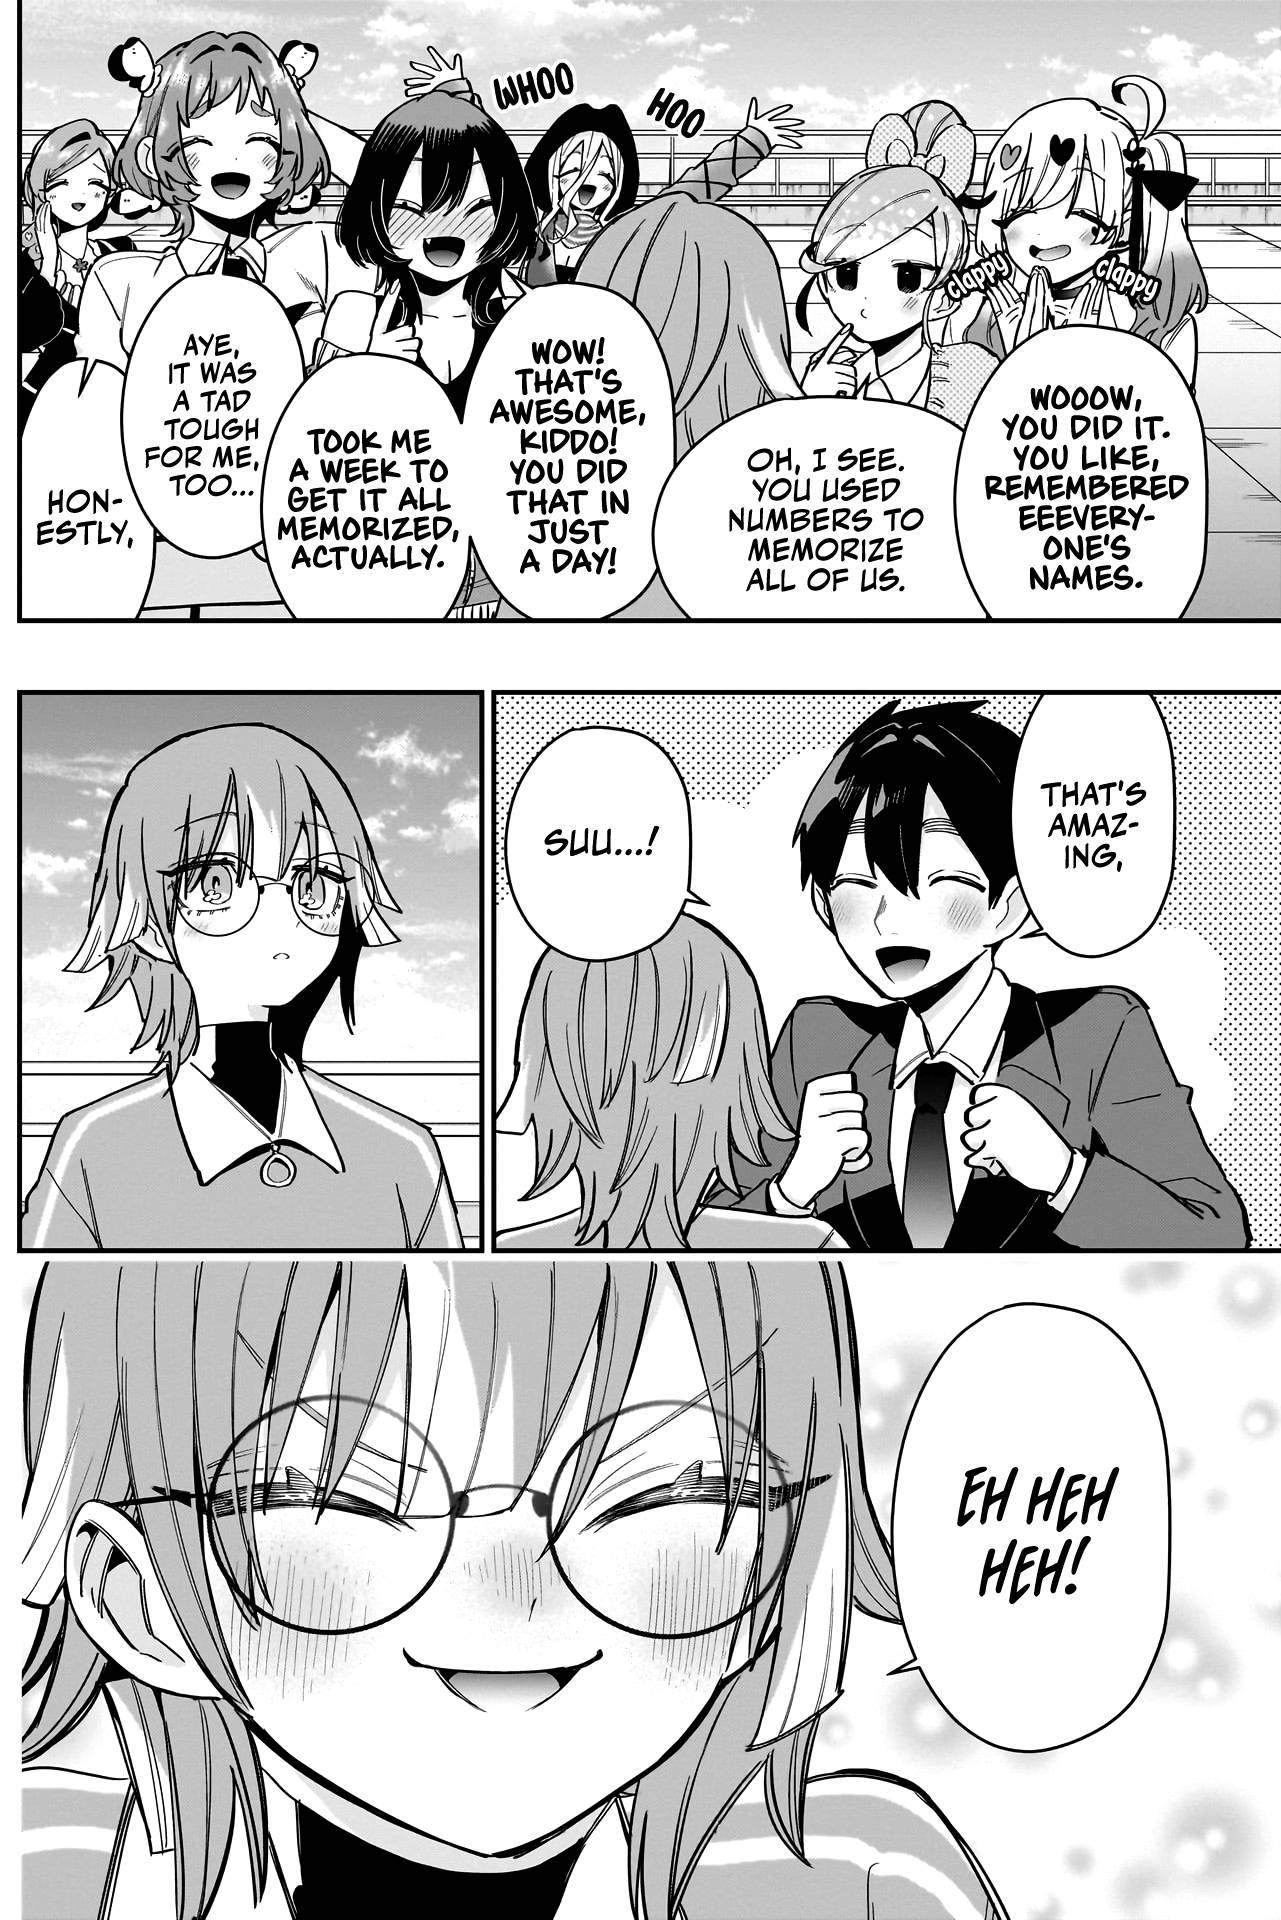 WOOOW,
YOU DID IT.
YOU LIKE,
REMEMBERED
EEEVERY-
ONE'S
NAMES.
clappy
clappy
OH, I SEE.
YOU USED
NUMBERS TO
MEMORIZE
ALL OF US.
HOO
WHOO
WOW!
THAT'S
AWESOME,
KIDDO!
YOU DID
THAT IN
JUST
A DAY!
TOOK ME
A WEEK TO
GET IT ALL
MEMORIZED,
ACTUALLY.
AYE,
IT WAS
A TAD
TOUGH
FOR ME,
TOO...
HON-
ESTLY,
THAT'S
AMAZ-
ING,
SUU...!
EH HEH
HEH!